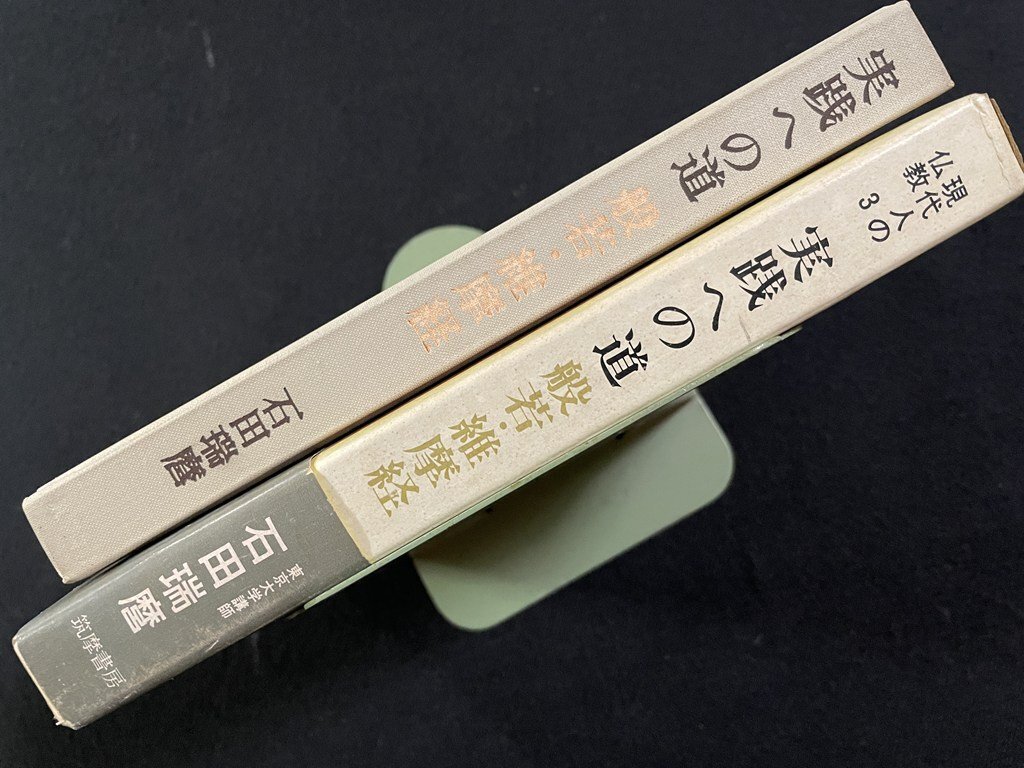 実践への道
般若・維摩経
石田瑞麿
現代人の
仏教3
実践への道
般若・維摩経
東京大学講師
石田瑞麿
筑摩書房